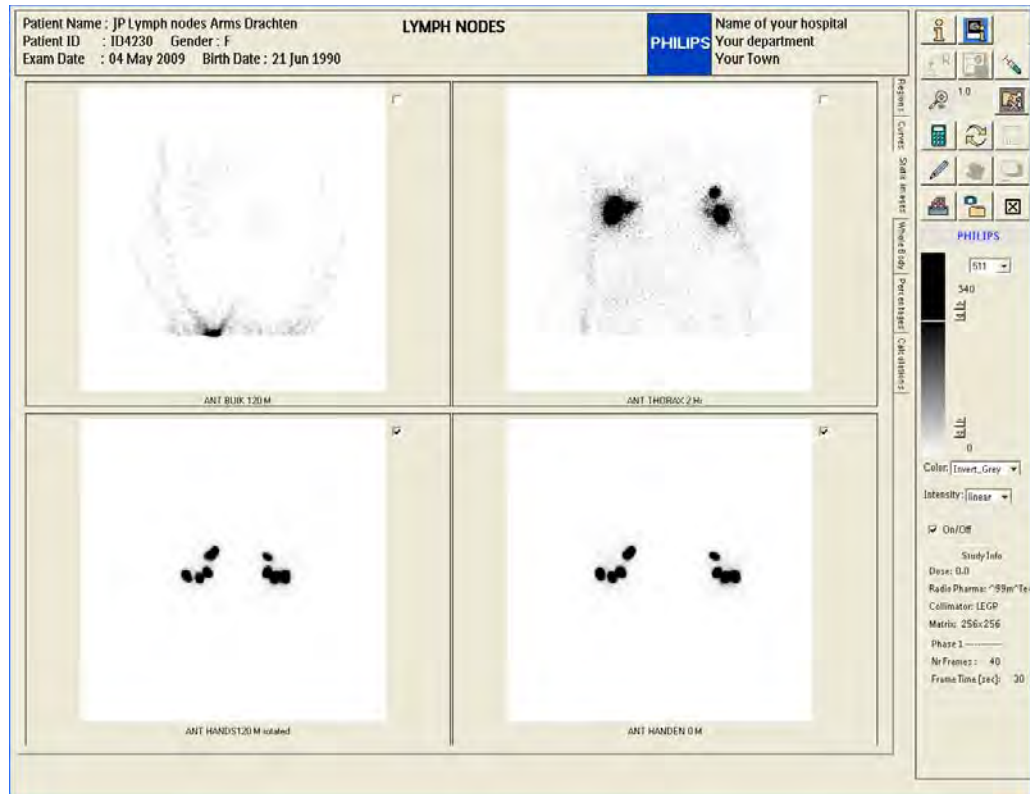 Patient Name : JP Lymph nodes Arms Drachten
Patient ID : ID4230 Gender : F
Exam Date : 04 May 2009 Birth Date : 21 Jun 1990
LYMPH NODES
PHILIPS
Name of your hospital
Your department
Your Town
ANT BUIK 120 M
ANT THORAX 2 Hr
ANT HANDS120 M rotated
ANT HANDEN 0 M
Regions
Curves
Static Images
Whole Body
Percentages
Calculations
1.0
PHILIPS
511
340
0
Color: Invert_Grey
Intensity: linear
On/Off
Study Info
Dose: 0.0
Radio Pharma: ^99m^Te
Collimator: LEGP
Matrix: 256x256
Phase 1 ----------
Nr Frames : 40
Frame Time [sec]: 30